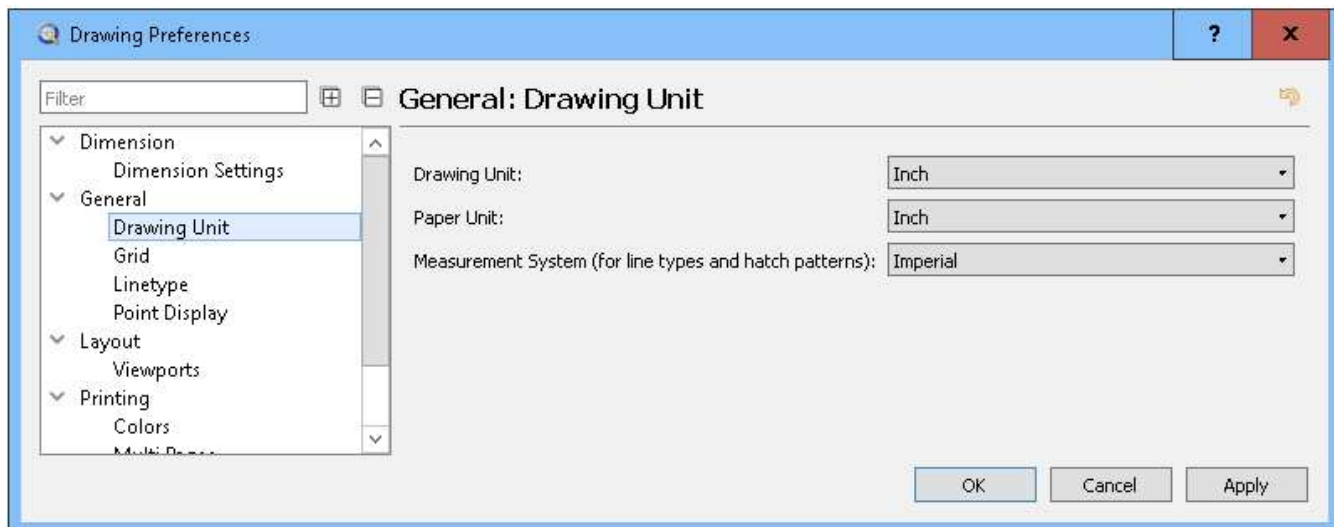 Drawing Preferences
?
x
Filter
General: Drawing Unit
Dimension
Dimension Settings
General
Drawing Unit
Grid
Linetype
Point Display
Layout
Viewports
Printing
Colors
Drawing Unit:
Inch
Paper Unit:
Inch
Measurement System (for line types and hatch patterns):
Imperial
OK
Cancel
Apply